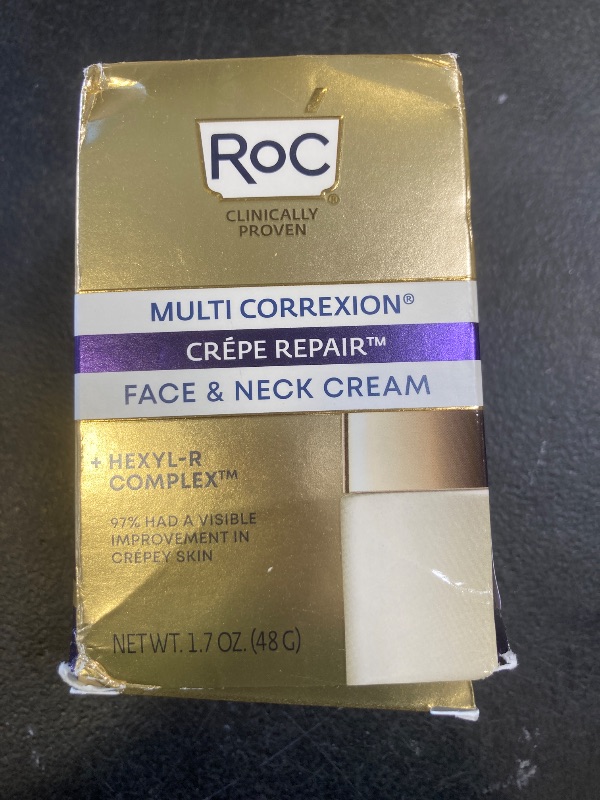 RoC®
CLINICALLY
PROVEN
MULTI CORREXION®
CRÉPE REPAIR™
FACE & NECK CREAM
+ HEXYL-R
COMPLEX™
97% HAD A VISIBLE
IMPROVEMENT IN
CRÉPEY SKIN
NET WT. 1.7 OZ. (48 G)